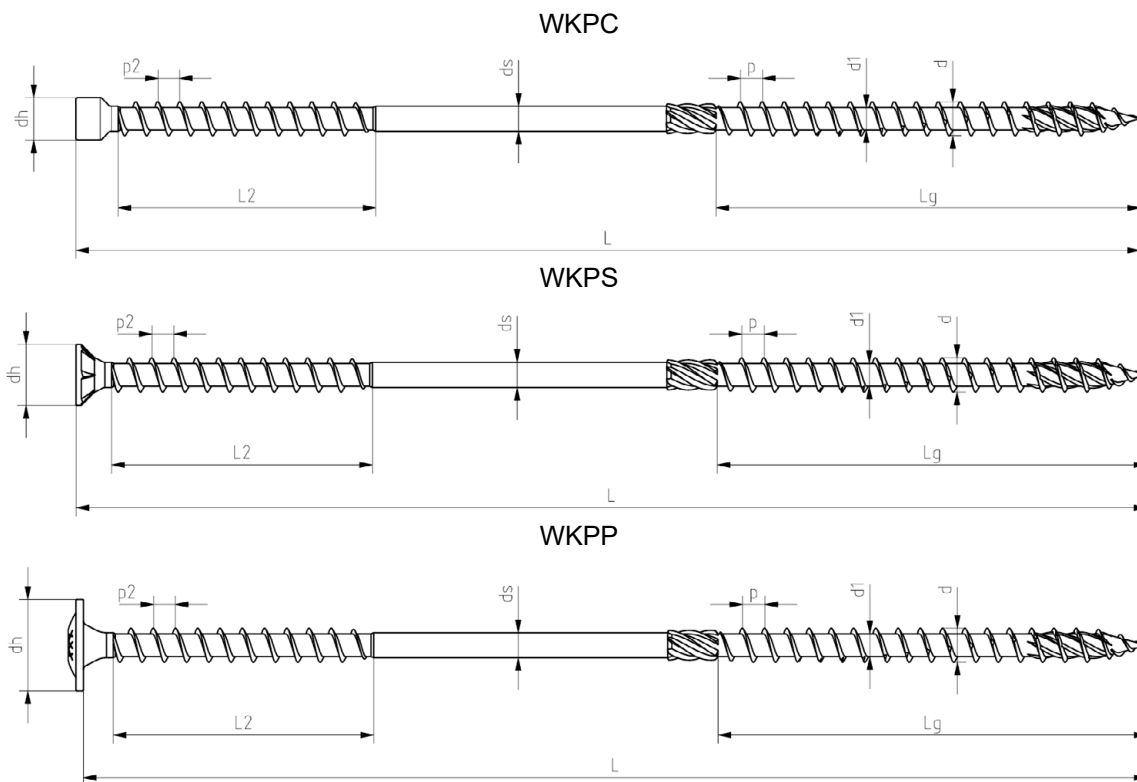 WKPC
p2 ds p d1 d
dh
L2 Lg
L
WKPS
p2 ds p d1 d
dh
L2 Lg
L
WKPP
p2 ds p d1 d
dh
L2 Lg
L